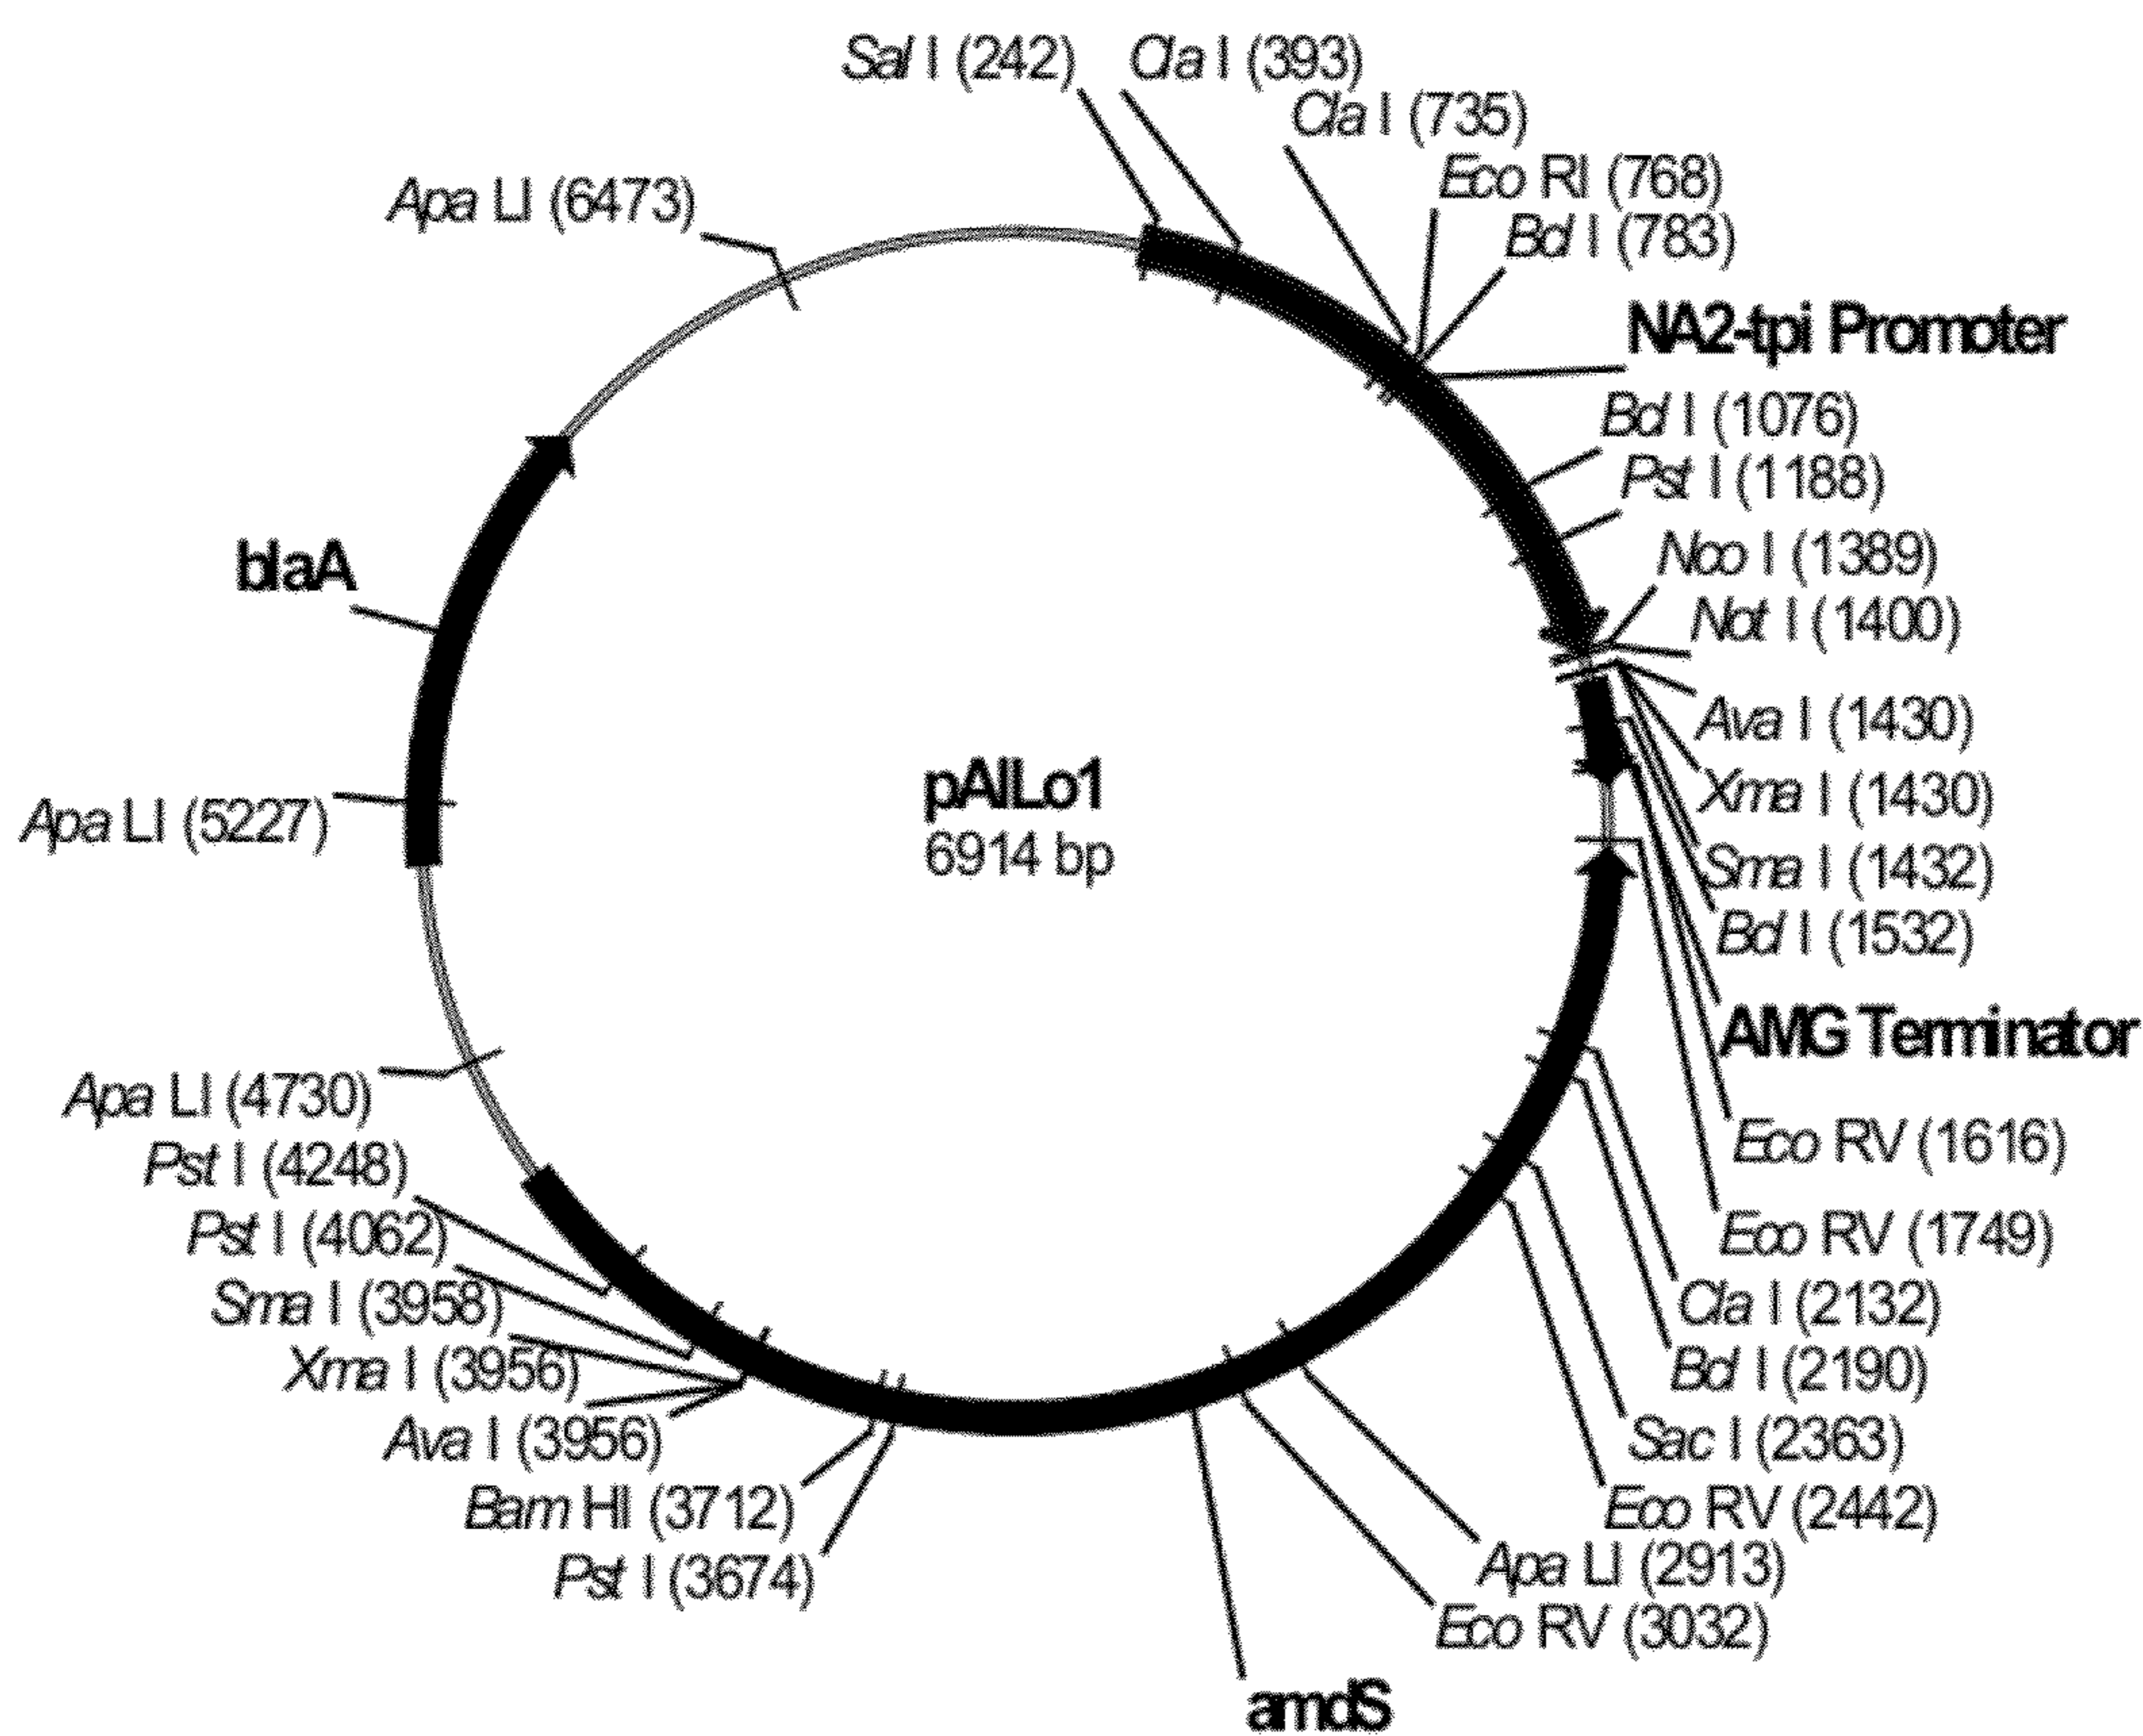 Sal I (242)
Cla I (393)
Cla I (735)
Eco RI (768)
Bcl I (783)
NA2-tpi Promoter
Bcl I (1076)
Pst I (1188)
Nco I (1389)
Not I (1400)
Ava I (1430)
Xma I (1430)
Sma I (1432)
Bcl I (1532)
AMG Terminator
Eco RV (1616)
Eco RV (1749)
Cla I (2132)
Bcl I (2190)
Sac I (2363)
Eco RV (2442)
Apa LI (2913)
Eco RV (3032)
amdS
Pst I (3674)
Bam HI (3712)
Ava I (3956)
Xma I (3956)
Sma I (3958)
Pst I (4062)
Pst I (4248)
Apa LI (4730)
Apa LI (5227)
blaA
Apa LI (6473)
pAILo1
6914 bp